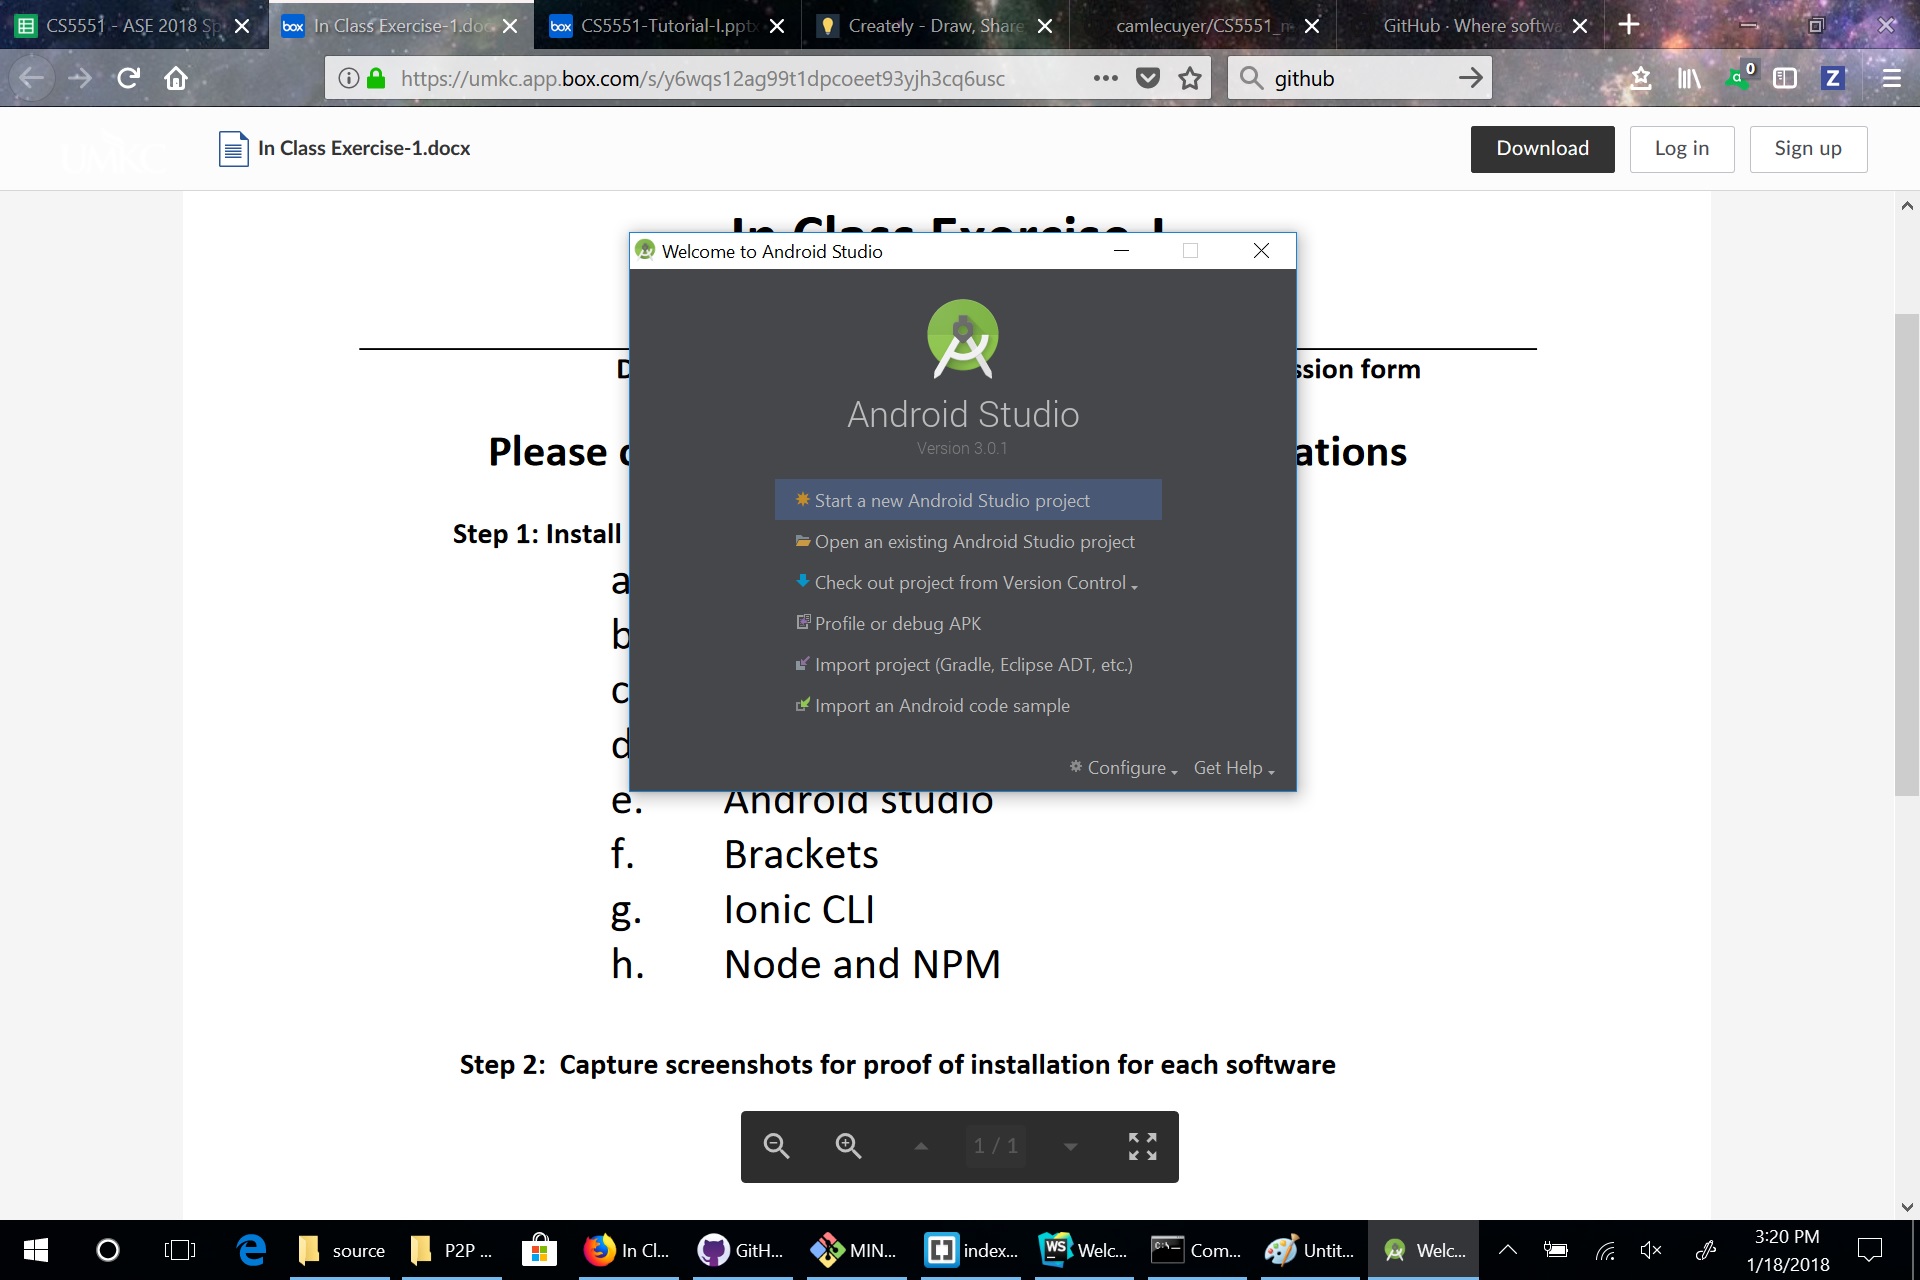 CS5551 - ASE 2018 Sp
In Class Exercise-1.doc
CS5551-Tutorial-I.pptx
Creately - Draw, Share
camlecuyer/CS5551_m
GitHub · Where softwa
https://umkc.app.box.com/s/y6wqs12ag99t1dpcoeet93yjh3cq6usc
github
0
Z
UMKC
In Class Exercise-1.docx
Download
Log in
Sign up
In Class Exercise-I
Welcome to Android Studio
D
ssion form
Android Studio
Version 3.0.1
Please
ations
Start a new Android Studio project
Step 1: Install
Open an existing Android Studio project
a
Check out project from Version Control
b
Profile or debug APK
c
Import project (Gradle, Eclipse ADT, etc.)
d
Import an Android code sample
Configure
Get Help
e. Android studio
f. Brackets
g. Ionic CLI
h. Node and NPM
Step 2: Capture screenshots for proof of installation for each software
1 / 1
source
P2P ...
In Cl...
GitH...
MIN...
index...
WS
Welc...
Com...
Untit...
Welc...
3:20 PM
1/18/2018